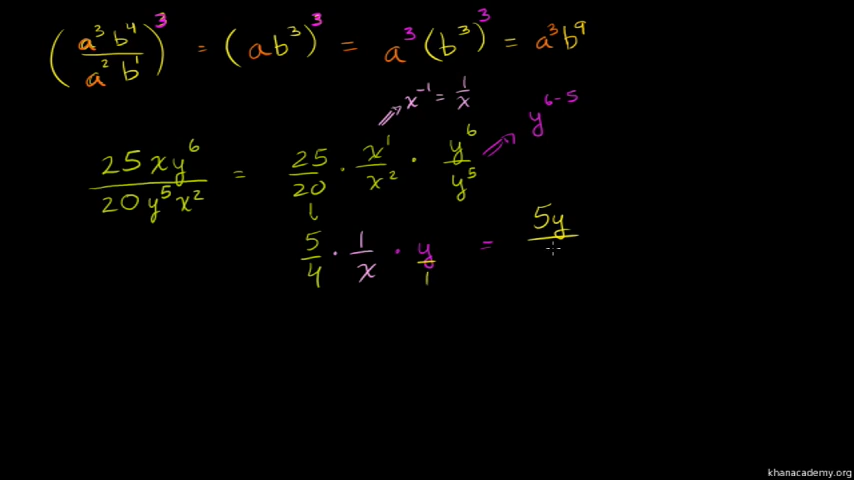 (a³b⁴/a²b¹)³ = (ab³)³ = a³(b³)³ = a³b⁹
x⁻¹ = 1/x
y⁶⁻⁵
25xy⁶/20y⁵x² = 25/20 · x¹/x² · y⁶/y⁵
5/4 · 1/x · y/1 = 5y
khanacademy.org